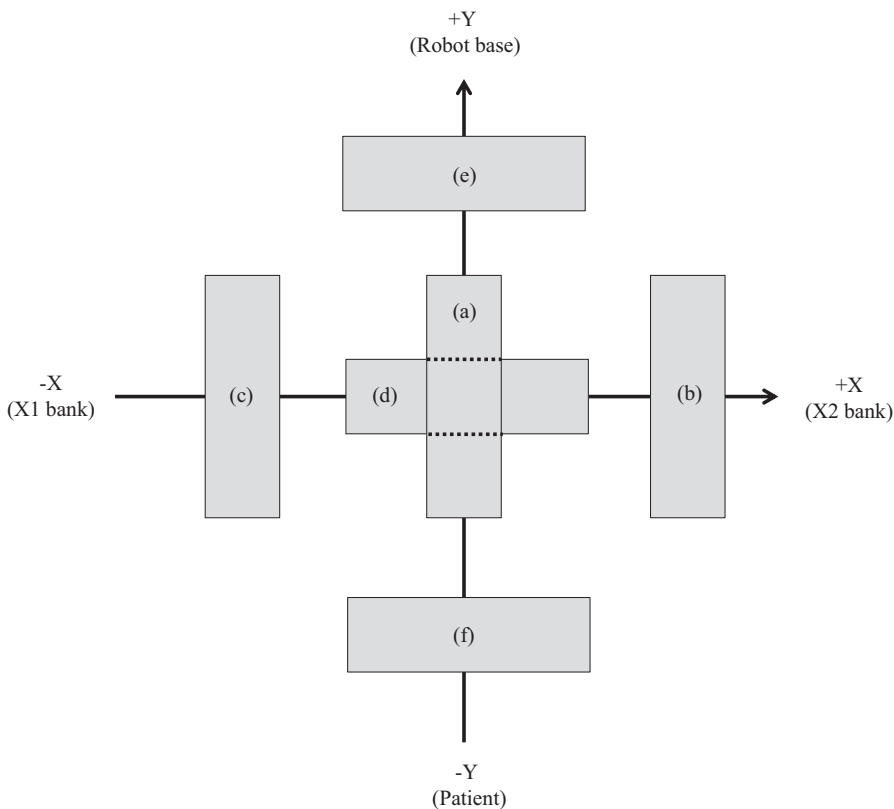 +Y
(Robot base)
(e)
(a)
-X
(X1 bank)
(c)
(d)
(b)
+X
(X2 bank)
(f)
-Y
(Patient)